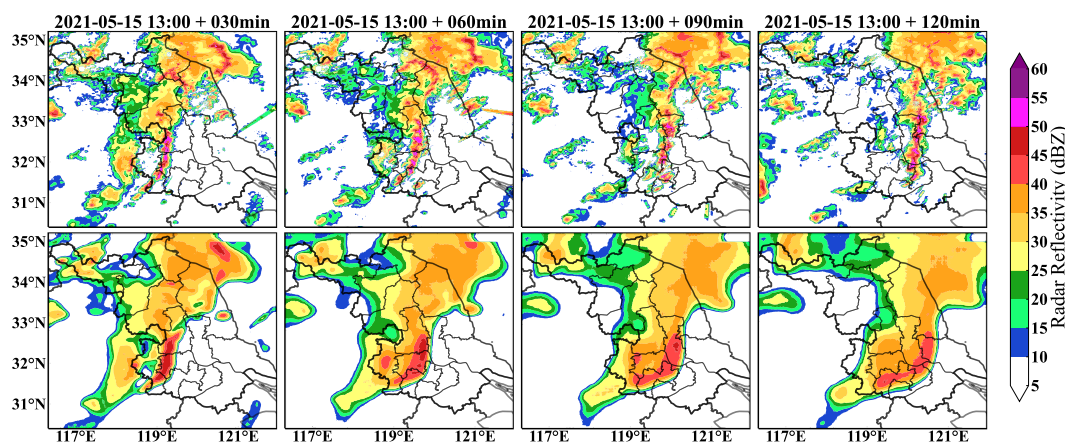 2021-05-15 13:00 + 030min 2021-05-15 13:00 + 060min 2021-05-15 13:00 + 090min 2021-05-15 13:00 + 120min
35°N
34°N
33°N
32°N
31°N
35°N
34°N
33°N
32°N
31°N
117°E 119°E 121°E 117°E 119°E 121°E 117°E 119°E 121°E 117°E 119°E 121°E
60
55
50
45
40
35
30
25
20
15
10
5
Radar Reflectivity (dBZ)